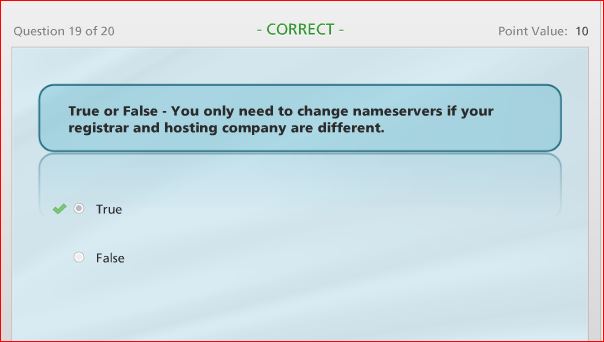 Question 19 of 20
- CORRECT -
Point Value: 10
True or False - You only need to change nameservers if your
registrar and hosting company are different.
True
False